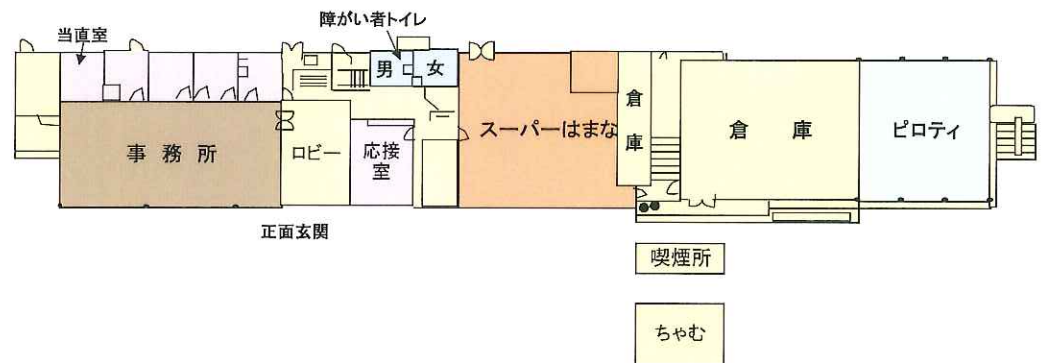 障がい者トイレ
当直室
男
女
事務所
ロビー
応接室
スーパーはまな
倉庫
倉庫
ピロティ
正面玄関
喫煙所
ちゃむ